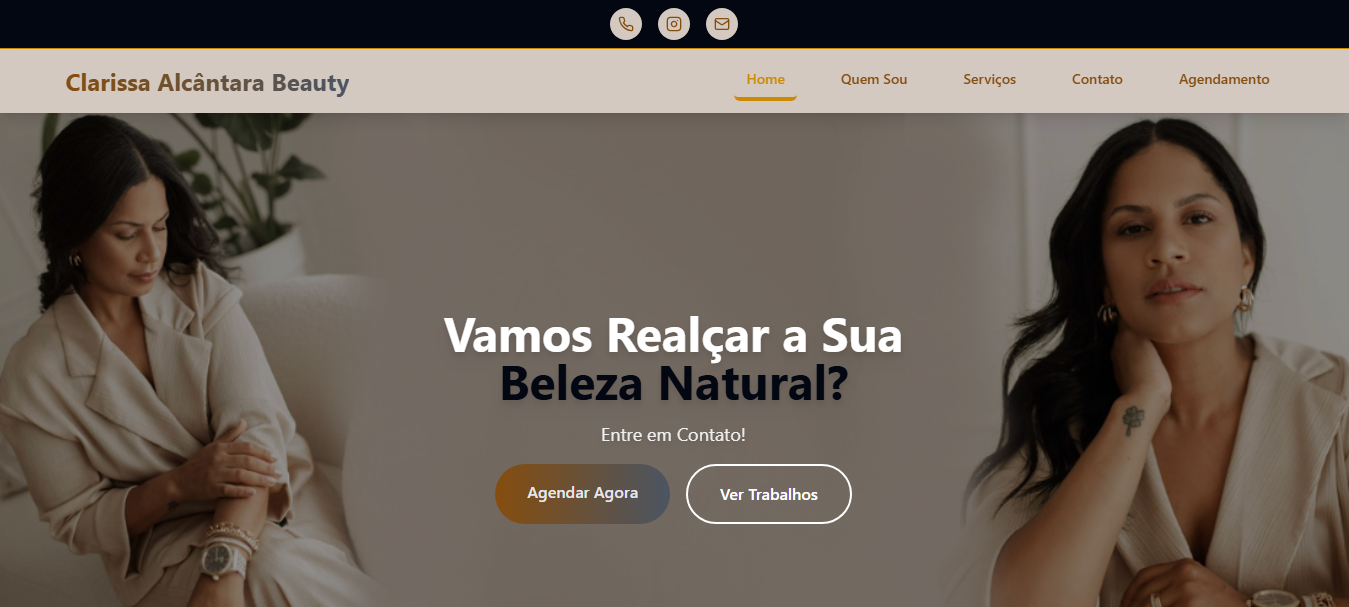 Clarissa Alcântara Beauty
Home
Quem Sou
Serviços
Contato
Agendamento
Vamos Realçar a Sua
Beleza Natural?
Entre em Contato!
Agendar Agora
Ver Trabalhos